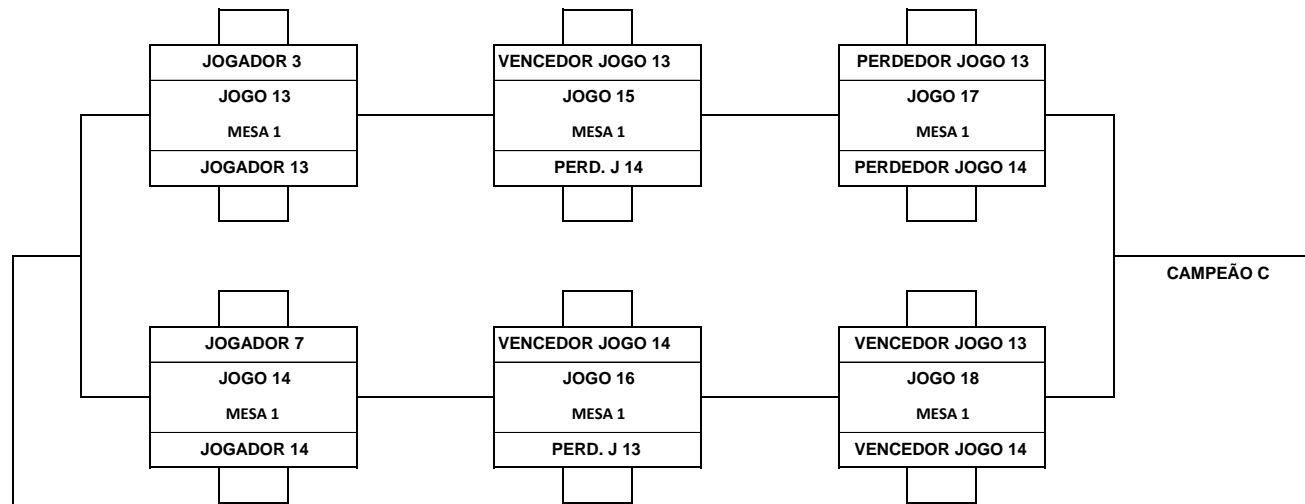 JOGADOR 3
JOGO 13
MESA 1
JOGADOR 13
VENCEDOR JOGO 13
JOGO 15
MESA 1
PERD. J 14
PERDEDOR JOGO 13
JOGO 17
MESA 1
PERDEDOR JOGO 14
CAMPEÃO C
JOGADOR 7
JOGO 14
MESA 1
JOGADOR 14
VENCEDOR JOGO 14
JOGO 16
MESA 1
PERD. J 13
VENCEDOR JOGO 13
JOGO 18
MESA 1
VENCEDOR JOGO 14